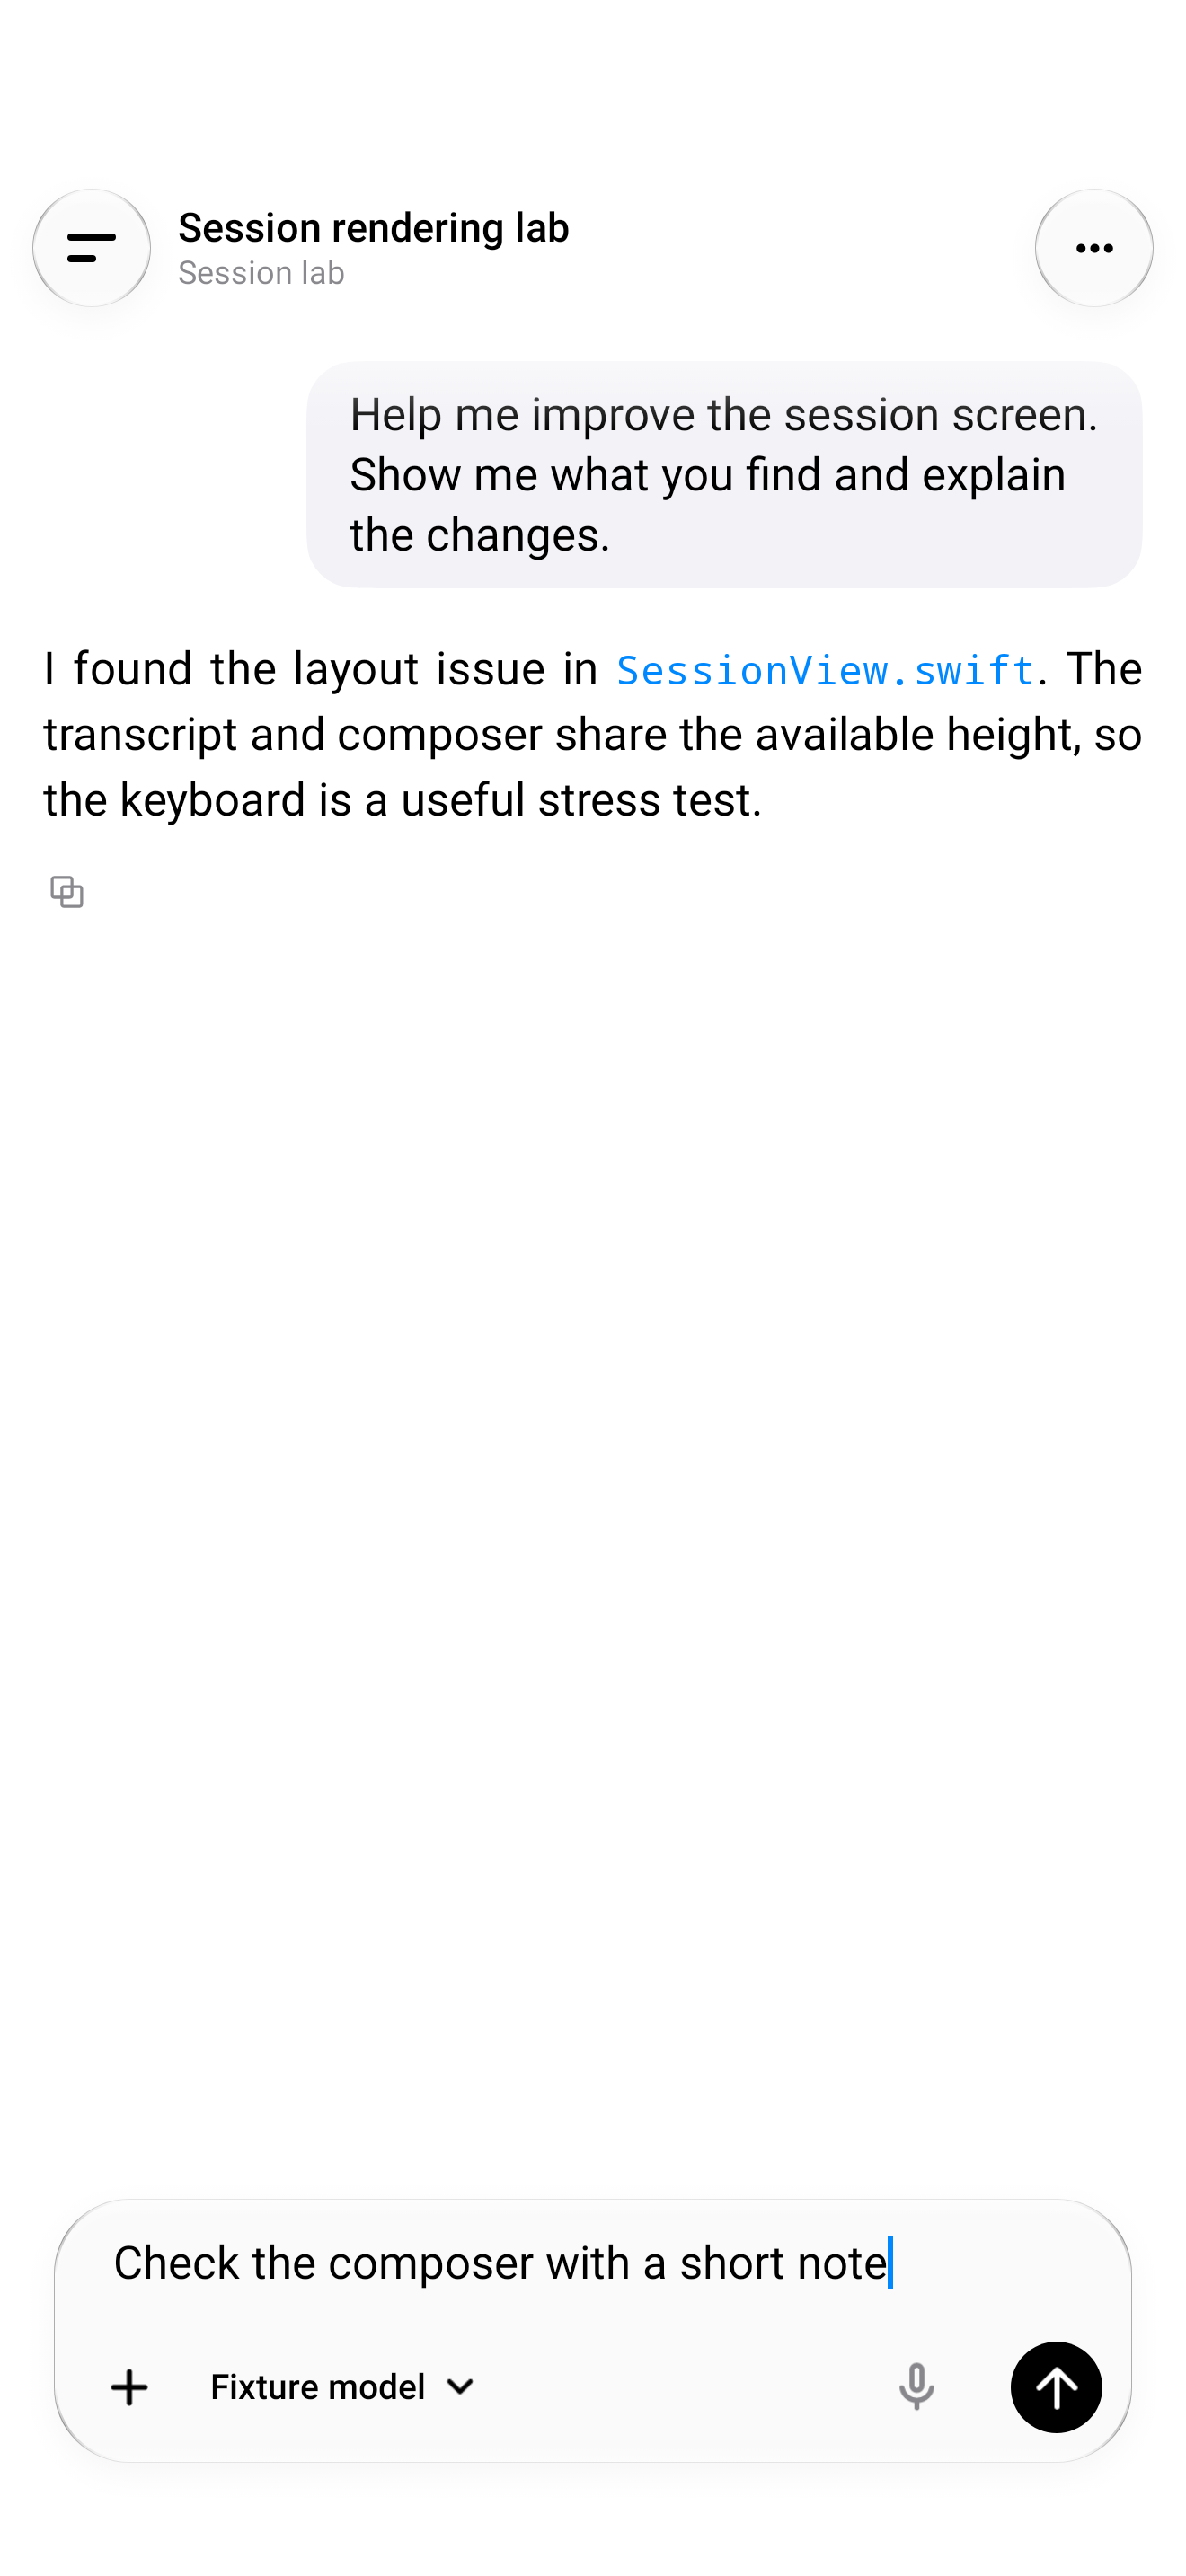 Session rendering lab
Session lab
Help me improve the session screen.
Show me what you find and explain
the changes.
I found the layout issue in SessionView.swift. The
transcript and composer share the available height, so
the keyboard is a useful stress test.
Check the composer with a short note
Fixture model